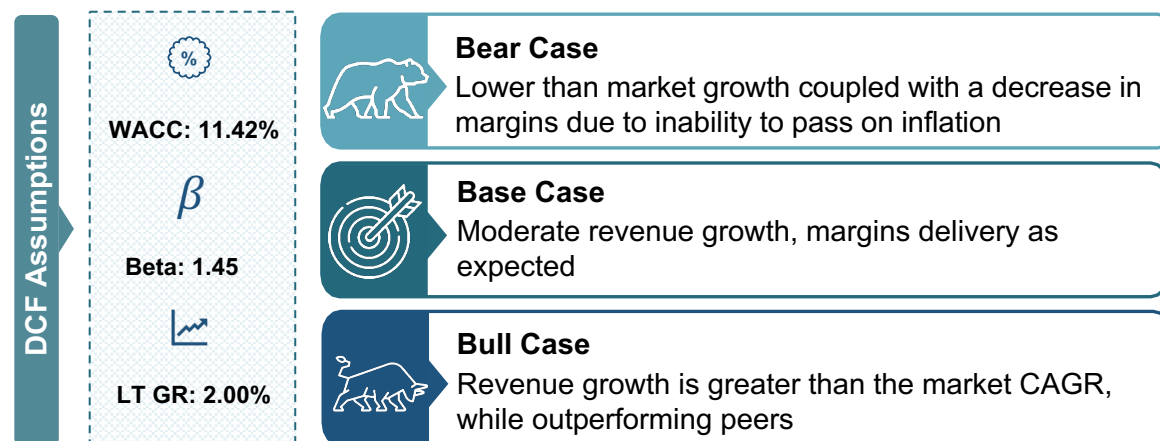 DCF Assumptions
%
WACC: 11.42%
β
Beta: 1.45
LT GR: 2.00%
Bear Case
Lower than market growth coupled with a decrease in
margins due to inability to pass on inflation
Base Case
Moderate revenue growth, margins delivery as
expected
Bull Case
Revenue growth is greater than the market CAGR,
while outperforming peers